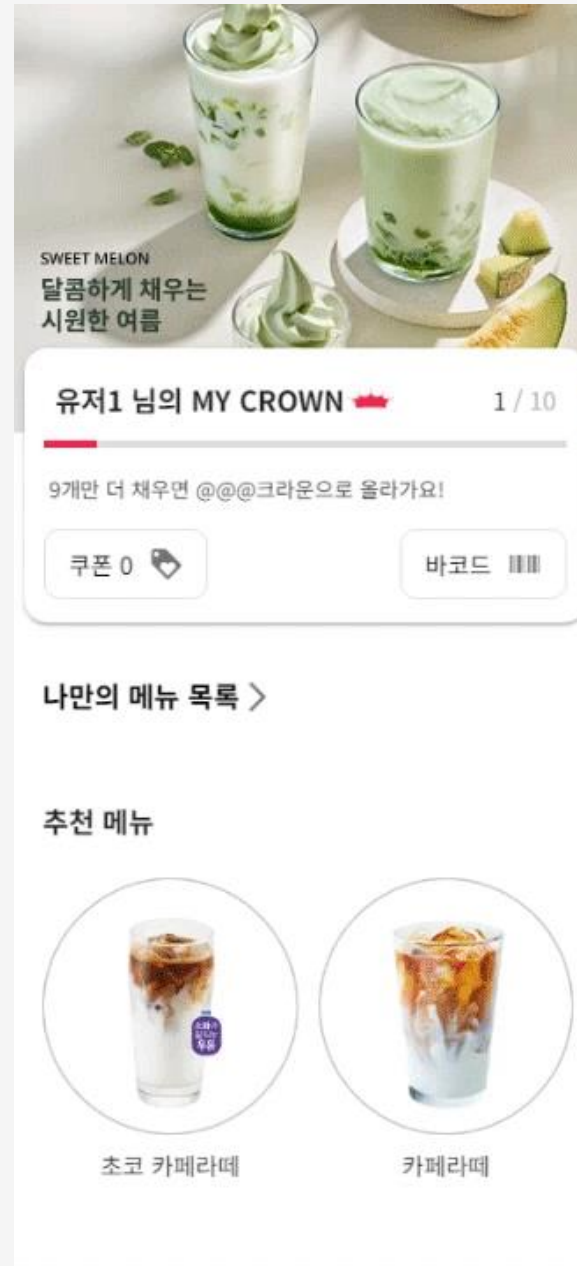 SWEET MELON
달콤하게 채우는
시원한 여름
유저1 님의 MY CROWN
1 / 10
9개만 더 채우면 @@@크라운으로 올라가요!
쿠폰 0
바코드
나만의 메뉴 목록 >
추천 메뉴
우유
초코 카페라떼
카페라떼